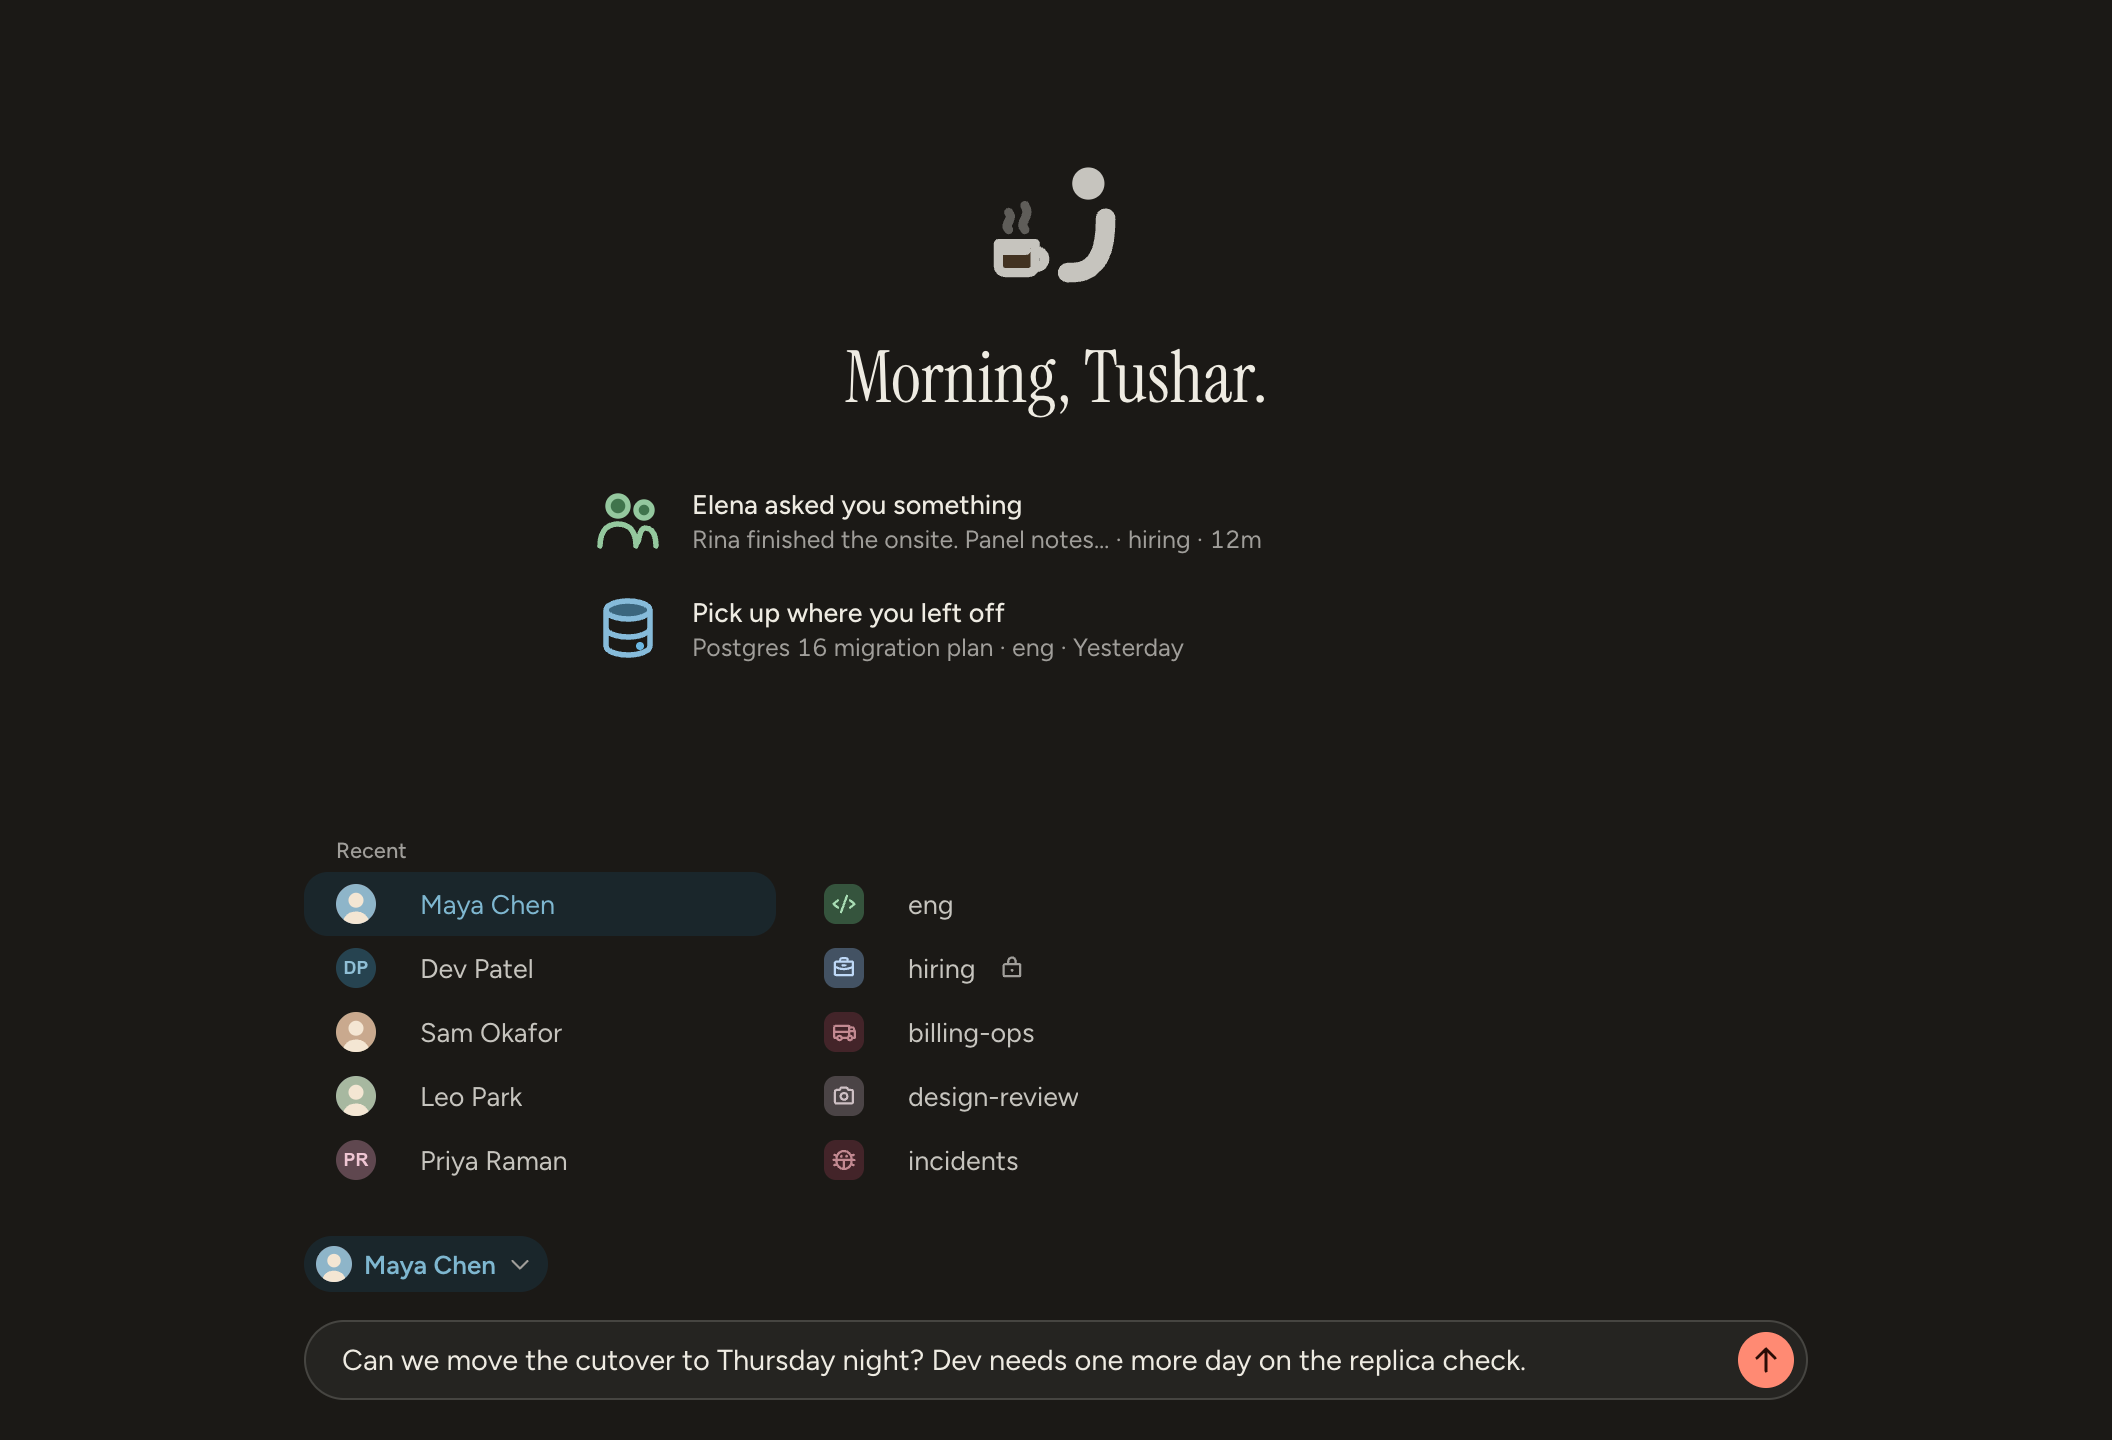 Morning, Tushar.
Elena asked you something
Rina finished the onsite. Panel notes... · hiring · 12m
Pick up where you left off
Postgres 16 migration plan · eng · Yesterday
Recent
Maya Chen
eng
DP Dev Patel
hiring
Sam Okafor
billing-ops
Leo Park
design-review
PR Priya Raman
incidents
Maya Chen
Can we move the cutover to Thursday night? Dev needs one more day on the replica check.